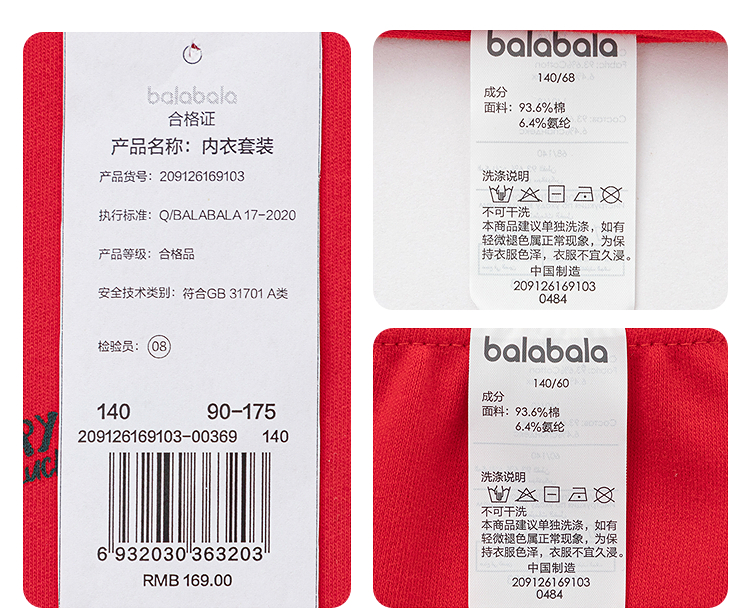 balabala
合格证
产品名称：内衣套装
产品货号：209126169103
执行标准：Q/BALABALA 17-2020
产品等级：合格品
安全技术类别：符合GB 31701 A类
检验员：08
140 90-175
209126169103-00369 140
6 932030 363203
RMB 169.00
RY
balabala
140/68
成分
面料：93.6%棉
6.4%氨纶
洗涤说明
不可干洗
本商品建议单独洗涤，如有
轻微褪色属正常现象，为保
持衣服色泽，衣服不宜久浸。
中国制造
209126169103
0484
balabala
140/60
成分
面料：93.6%棉
6.4%氨纶
洗涤说明
不可干洗
本商品建议单独洗涤，如有
轻微褪色属正常现象，为保
持衣服色泽，衣服不宜久浸。
中国制造
209126169103
0484